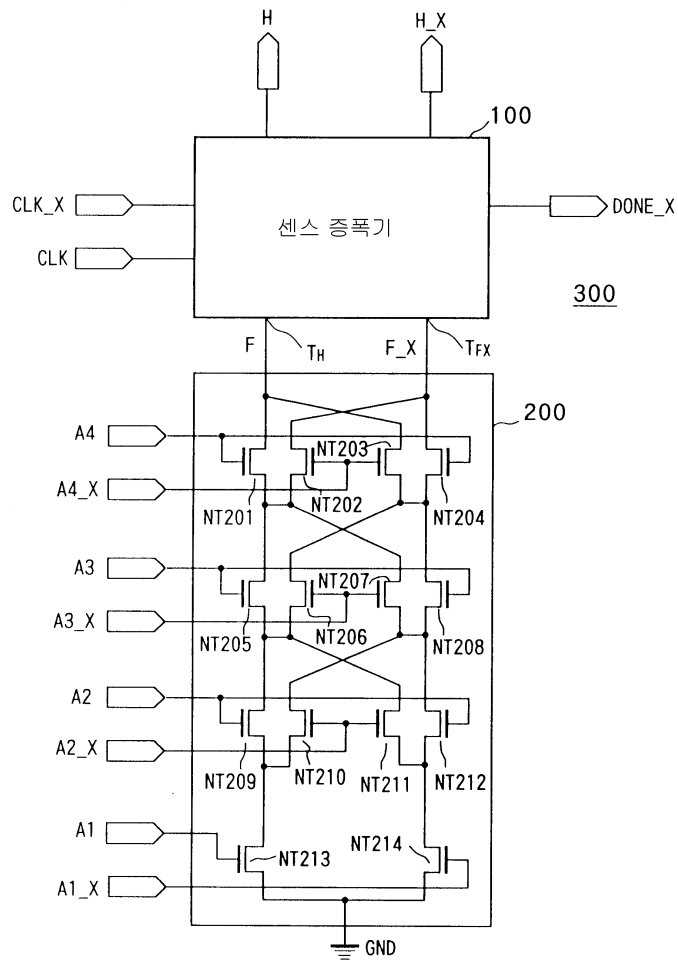 H
H_X
100
CLK_X
센스 증폭기
DONE_X
CLK
300
F
TH
F_X
TFX
200
A4
NT203
A4_X
NT201
NT202
NT204
A3
NT207
A3_X
NT205
NT206
NT208
A2
A2_X
NT209
NT210
NT211
NT212
A1
NT213
NT214
A1_X
GND